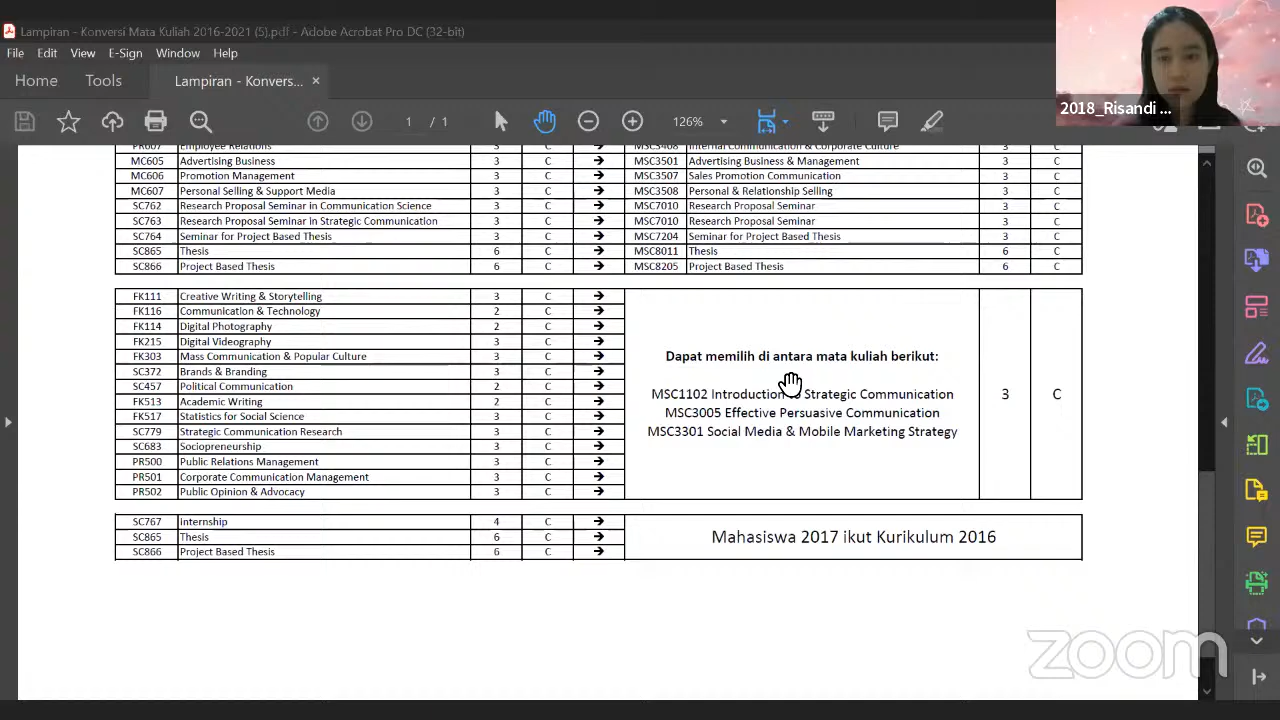 Lampiran - Konversi Mata Kuliah 2016-2021 (5).pdf - Adobe Acrobat Pro DC (32-bit)
File Edit View E-Sign Window Help
Home Tools Lampiran - Konvers... ×
1 / 1 126%
2018_Risandi ...
PR607 Employee Relations 3 C → MSC3408 Internal Communication & Corporate Culture 3 C
MC605 Advertising Business 3 C → MSC3501 Advertising Business & Management 3 C
MC606 Promotion Management 3 C → MSC3507 Sales Promotion Communication 3 C
MC607 Personal Selling & Support Media 3 C → MSC3508 Personal & Relationship Selling 3 C
SC762 Research Proposal Seminar in Communication Science 3 C → MSC7010 Research Proposal Seminar 3 C
SC763 Research Proposal Seminar in Strategic Communication 3 C → MSC7010 Research Proposal Seminar 3 C
SC764 Seminar for Project Based Thesis 3 C → MSC7204 Seminar for Project Based Thesis 3 C
SC865 Thesis 6 C → MSC8011 Thesis 6 C
SC866 Project Based Thesis 6 C → MSC8205 Project Based Thesis 6 C
FK111 Creative Writing & Storytelling 3 C →
FK116 Communication & Technology 2 C →
FK114 Digital Photography 2 C →
FK215 Digital Videography 3 C →
FK303 Mass Communication & Popular Culture 3 C →
SC372 Brands & Branding 3 C →
SC457 Political Communication 2 C →
FK513 Academic Writing 2 C →
FK517 Statistics for Social Science 3 C →
SC779 Strategic Communication Research 3 C →
SC683 Sociopreneurship 3 C →
PR500 Public Relations Management 3 C →
PR501 Corporate Communication Management 3 C →
PR502 Public Opinion & Advocacy 3 C →
Dapat memilih di antara mata kuliah berikut:
MSC1102 Introduction Strategic Communication 3 C
MSC3005 Effective Persuasive Communication
MSC3301 Social Media & Mobile Marketing Strategy
SC767 Internship 4 C →
SC865 Thesis 6 C →
SC866 Project Based Thesis 6 C →
Mahasiswa 2017 ikut Kurikulum 2016
zoom